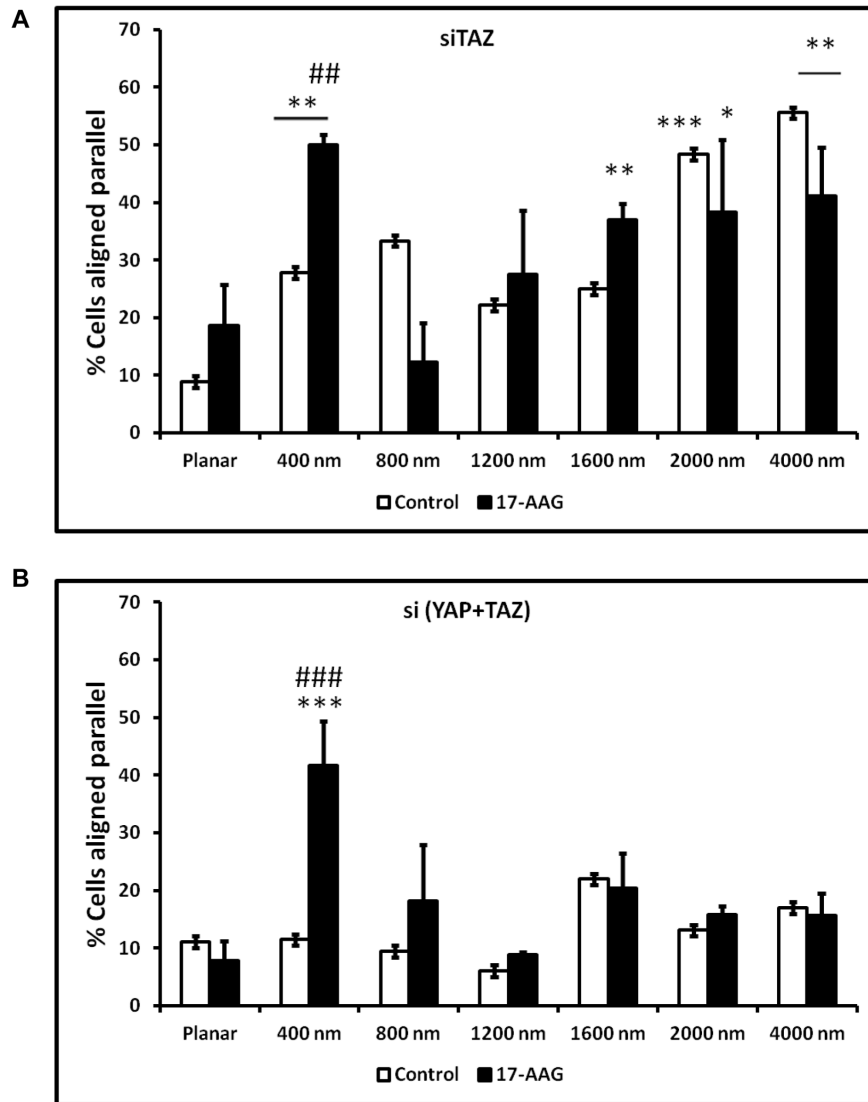 A
siTAZ
% Cells aligned parallel
70
60
50
40
30
20
10
0
**
##
**
***
*
**
Planar 400 nm 800 nm 1200 nm 1600 nm 2000 nm 4000 nm
Control 17-AAG
B
si (YAP+TAZ)
% Cells aligned parallel
70
60
50
40
30
20
10
0
###
***
Planar 400 nm 800 nm 1200 nm 1600 nm 2000 nm 4000 nm
Control 17-AAG